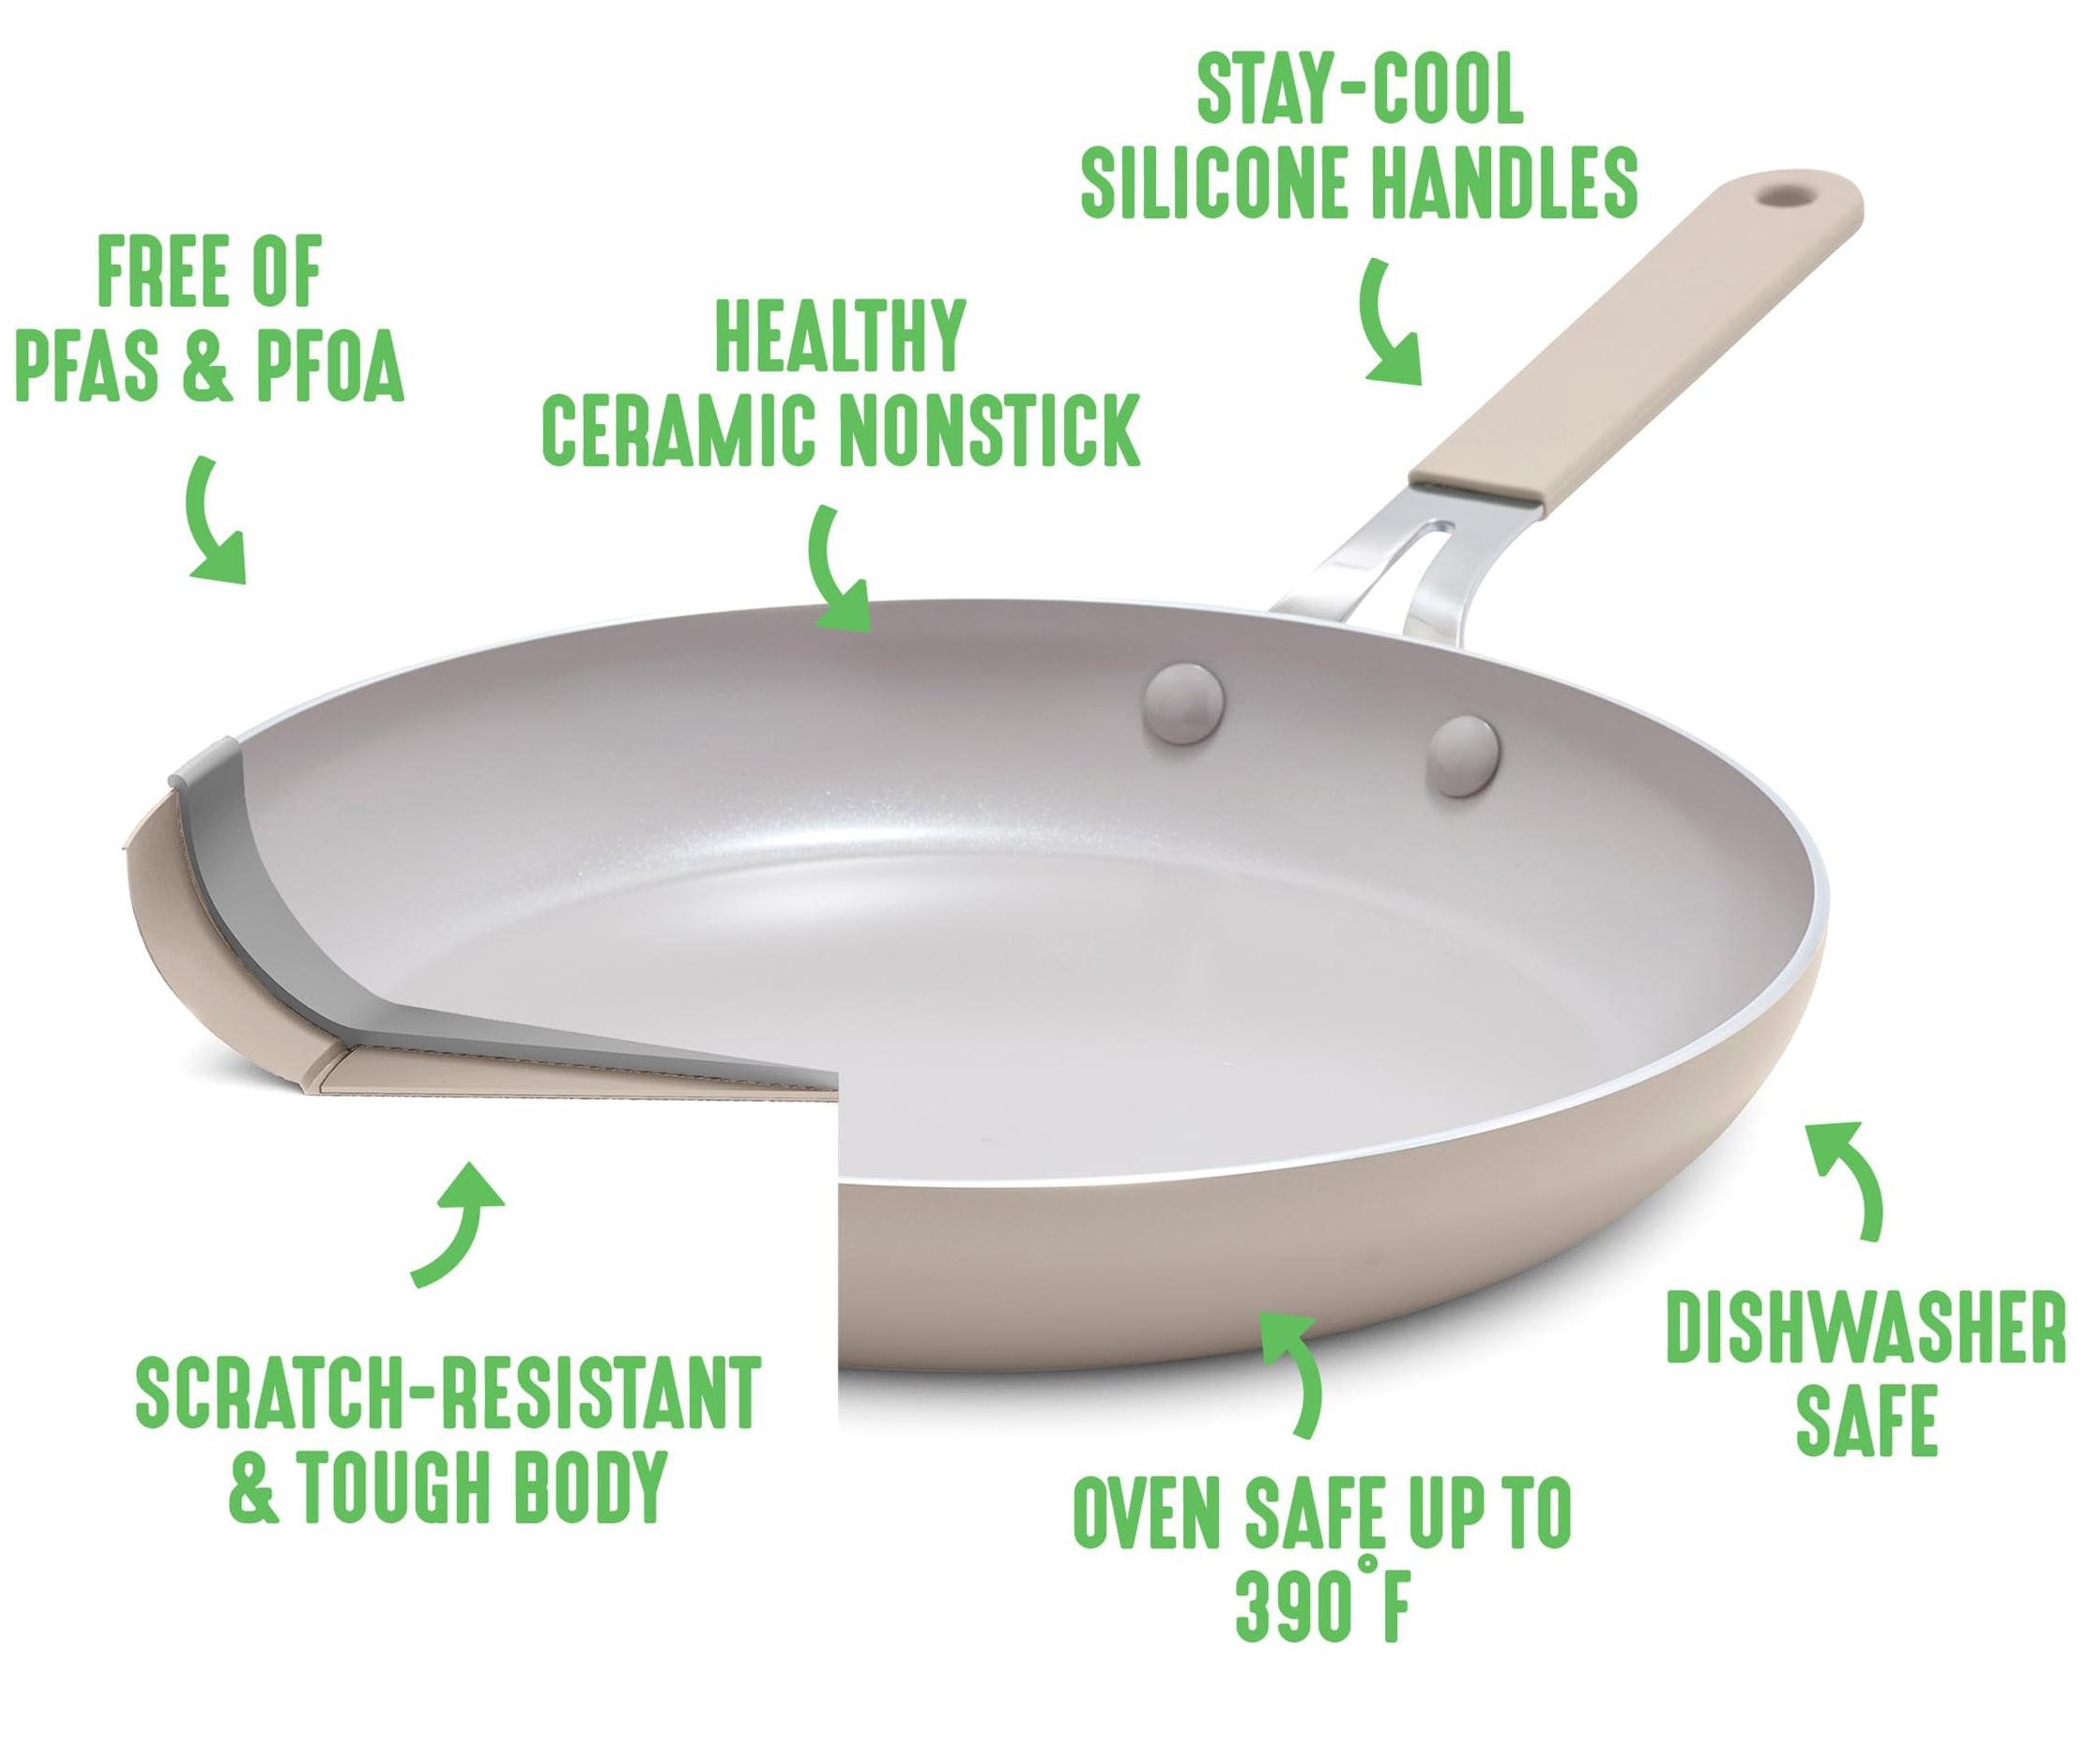 STAY-COOL
SILICONE HANDLES
FREE OF
PFAS & PFOA
HEALTHY
CERAMIC NONSTICK
SCRATCH-RESISTANT
& TOUGH BODY
DISHWASHER
SAFE
OVEN SAFE UP TO
390°F